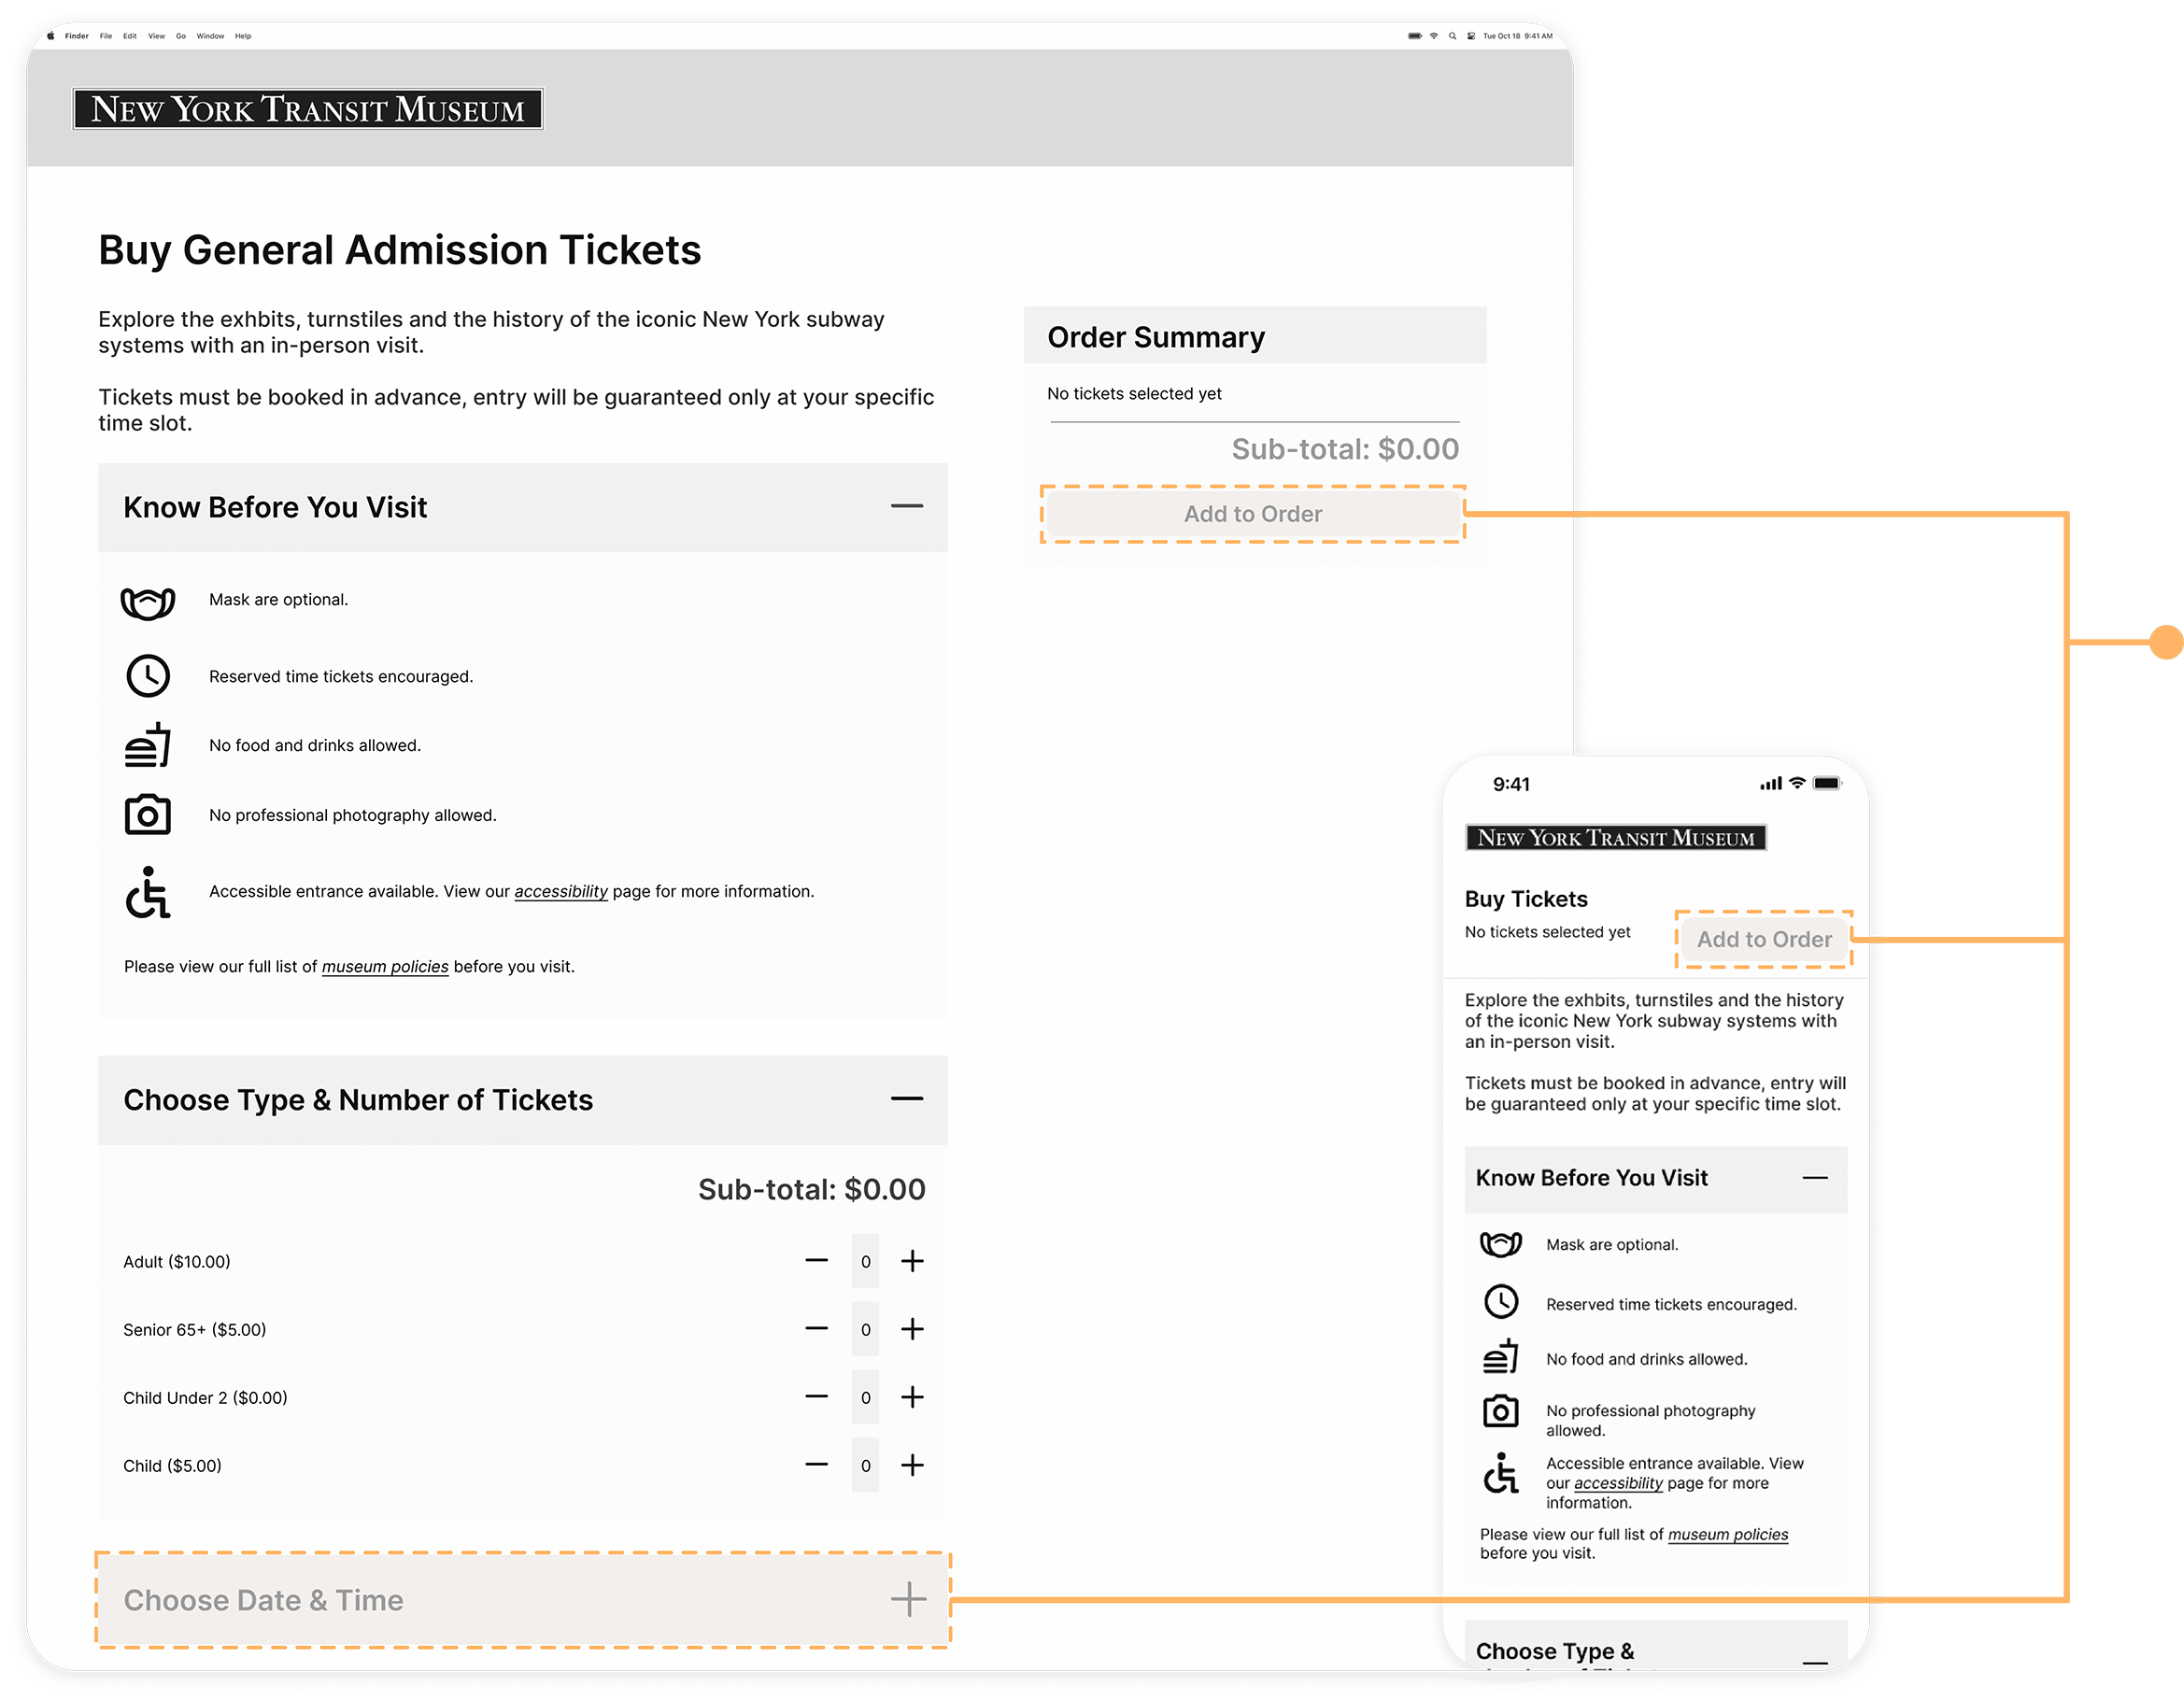 Finder File Edit View Go Window Help
Tue Oct 18 9:41 AM
NEW YORK TRANSIT MUSEUM
Buy General Admission Tickets
Explore the exhbits, turnstiles and the history of the iconic New York subway
systems with an in-person visit.
Tickets must be booked in advance, entry will be guaranteed only at your specific
time slot.
Know Before You Visit
Mask are optional.
Reserved time tickets encouraged.
No food and drinks allowed.
No professional photography allowed.
Accessible entrance available. View our accessibility page for more information.
Please view our full list of museum policies before you visit.
Choose Type & Number of Tickets
Sub-total: $0.00
Adult ($10.00)
0
Senior 65+ ($5.00)
0
Child Under 2 ($0.00)
0
Child ($5.00)
0
Choose Date & Time
Order Summary
No tickets selected yet
Sub-total: $0.00
Add to Order
9:41
NEW YORK TRANSIT MUSEUM
Buy Tickets
No tickets selected yet
Add to Order
Explore the exhbits, turnstiles and the history
of the iconic New York subway systems with
an in-person visit.
Tickets must be booked in advance, entry will
be guaranteed only at your specific time slot.
Know Before You Visit
Mask are optional.
Reserved time tickets encouraged.
No food and drinks allowed.
No professional photography
allowed.
Accessible entrance available. View
our accessibility page for more
information.
Please view our full list of museum policies
before you visit.
Choose Type &